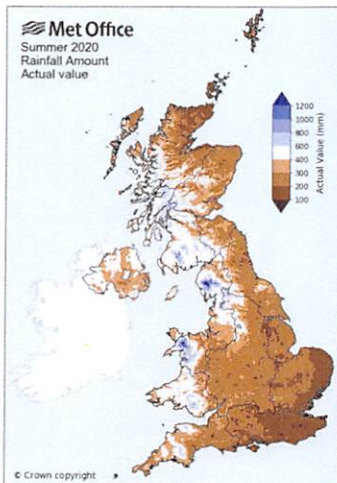 Met Office
Summer 2020
Rainfall Amount
Actual value
1200
1000
800
600
400
300
200
100
Actual Value (mm)
© Crown copyright